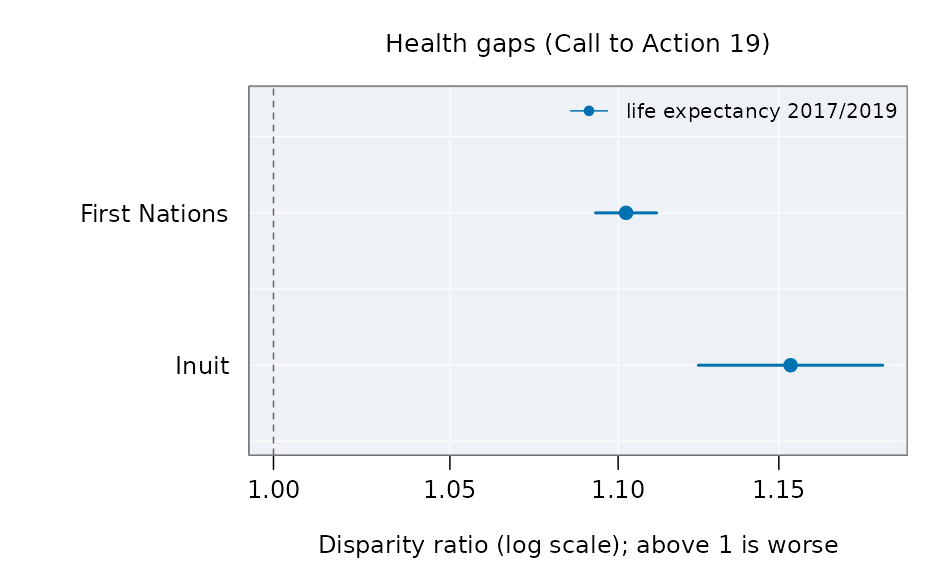 Health gaps (Call to Action 19)
life expectancy 2017/2019
First Nations
Inuit
1.00 1.05 1.10 1.15
Disparity ratio (log scale); above 1 is worse